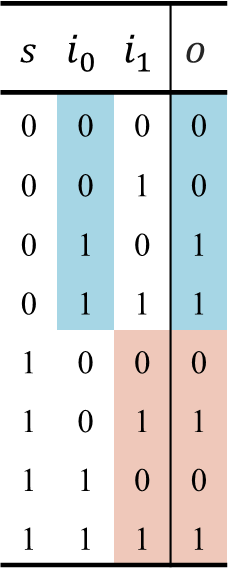 s i₀ i₁ o
0 0 0 0
0 0 1 0
0 1 0 1
0 1 1 1
1 0 0 0
1 0 1 1
1 1 0 0
1 1 1 1